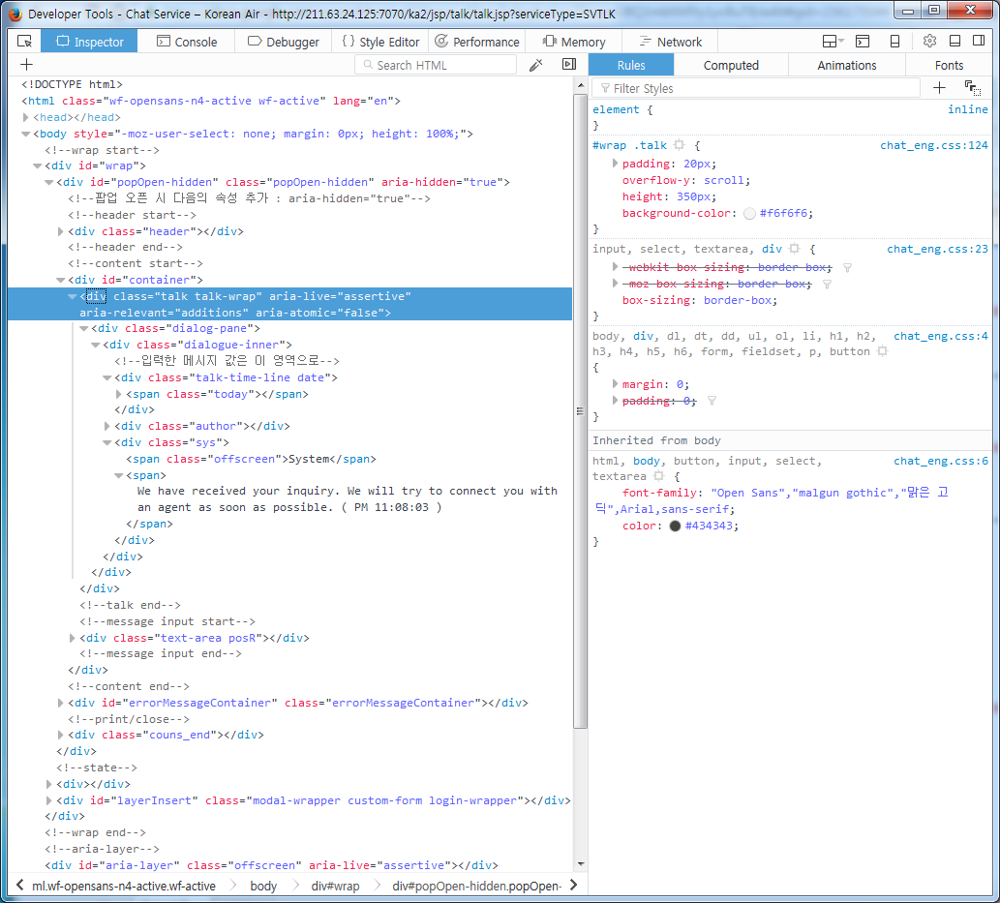 Developer Tools - Chat Service – Korean Air - http://211.63.24.125:7070/ka2/jsp/talk/talk.jsp?serviceType=SVTLK
Inspector Console Debugger { } Style Editor Performance Memory Network
+ Search HTML
<!DOCTYPE html>
<html class="wf-opensans-n4-active wf-active" lang="en">
<head></head>
<body style="-moz-user-select: none; margin: 0px; height: 100%;">
<!--wrap start-->
<div id="wrap">
<div id="popOpen-hidden" class="popOpen-hidden" aria-hidden="true">
<!--팝업 오픈 시 다음의 속성 추가 : aria-hidden="true"-->
<!--header start-->
<div class="header"></div>
<!--header end-->
<!--content start-->
<div id="container">
<div class="talk talk-wrap" aria-live="assertive"
aria-relevant="additions" aria-atomic="false">
<div class="dialog-pane">
<div class="dialogue-inner">
<!--입력한 메시지 값은 이 영역으로-->
<div class="talk-time-line date">
<span class="today"></span>
</div>
<div class="author"></div>
<div class="sys">
<span class="offscreen">System</span>
<span>
We have received your inquiry. We will try to connect you with
an agent as soon as possible. ( PM 11:08:03 )
</span>
</div>
</div>
</div>
</div>
<!--talk end-->
<!--message input start-->
<div class="text-area posR"></div>
<!--message input end-->
</div>
<!--content end-->
<div id="errorMessageContainer" class="errorMessageContainer"></div>
<!--print/close-->
<div class="couns_end"></div>
</div>
<!--state-->
<div></div>
<div id="layerInsert" class="modal-wrapper custom-form login-wrapper"></div>
</div>
<!--wrap end-->
<!--aria-layer-->
<div id="aria-layer" class="offscreen" aria-live="assertive"></div>
ml.wf-opensans-n4-active.wf-active body div#wrap div#popOpen-hidden.popOpen-
Rules Computed Animations Fonts
Filter Styles +
element { inline
}
#wrap .talk { chat_eng.css:124
padding: 20px;
overflow-y: scroll;
height: 350px;
background-color: #f6f6f6;
}
input, select, textarea, div { chat_eng.css:23
-webkit-box-sizing: border-box;
-moz-box-sizing: border-box;
box-sizing: border-box;
}
body, div, dl, dt, dd, ul, ol, li, h1, h2, chat_eng.css:4
h3, h4, h5, h6, form, fieldset, p, button
{
margin: 0;
padding: 0;
}
Inherited from body
html, body, button, input, select, chat_eng.css:6
textarea {
font-family: "Open Sans","malgun gothic","맑은 고
딕",Arial,sans-serif;
color: #434343;
}